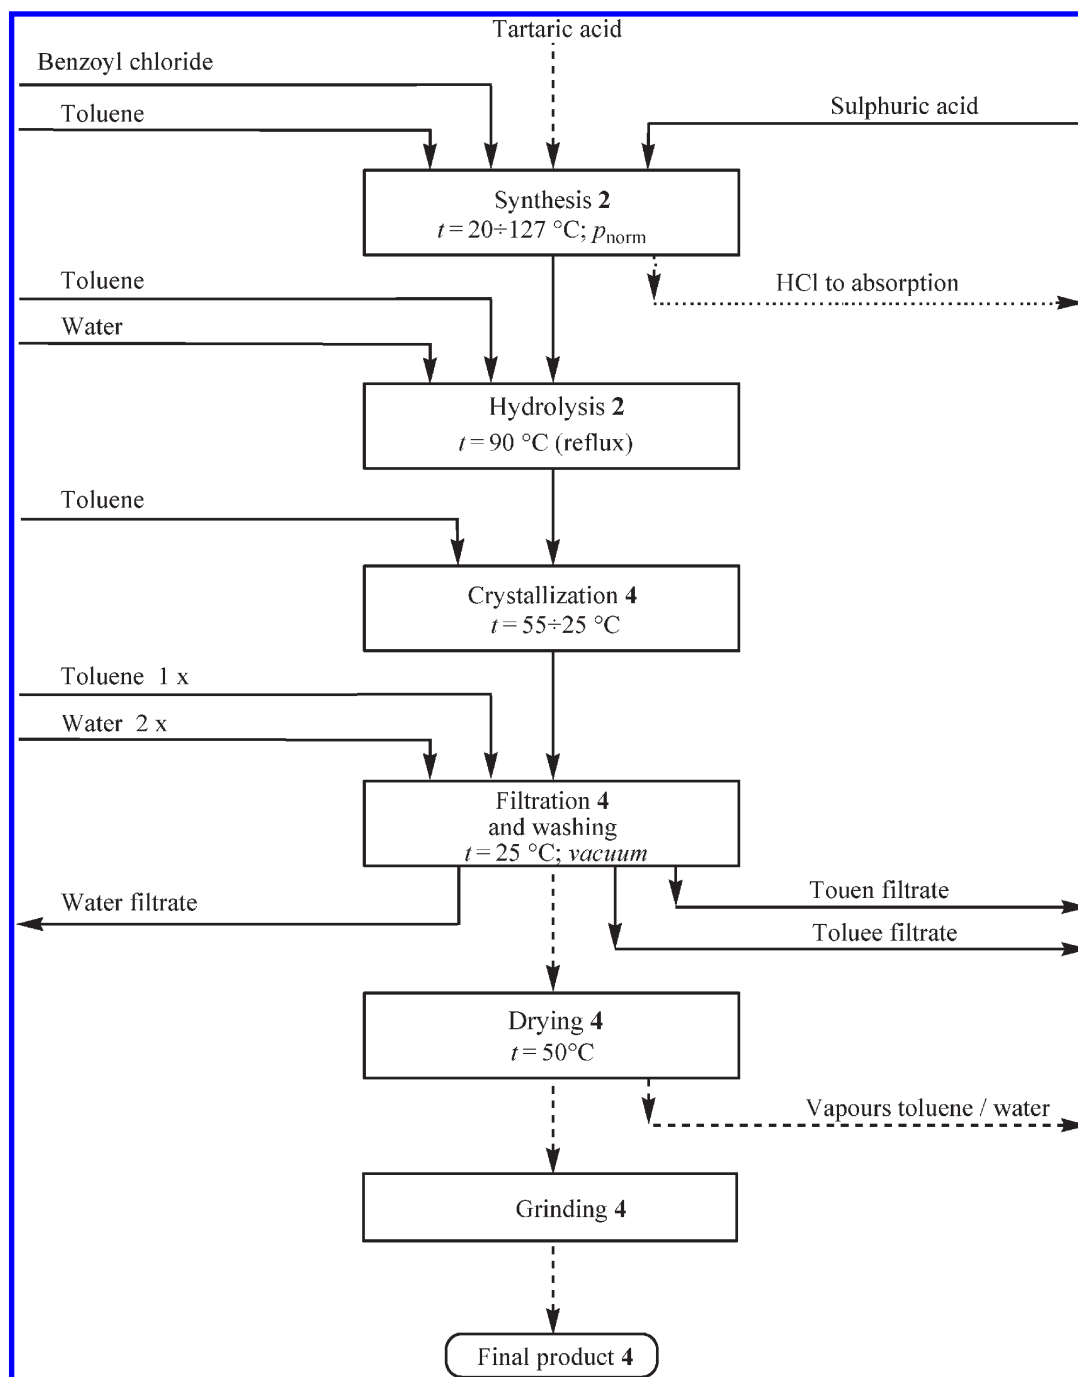 Tartaric acid
Benzoyl chloride
Toluene
Sulphuric acid
Synthesis 2
t = 20÷127 °C; pnorm
HCl to absorption
Toluene
Water
Hydrolysis 2
t = 90 °C (reflux)
Toluene
Crystallization 4
t = 55÷25 °C
Toluene 1 x
Water 2 x
Filtration 4
and washing
t = 25 °C; vacuum
Water filtrate
Touen filtrate
Toluee filtrate
Drying 4
t = 50°C
Vapours toluene / water
Grinding 4
Final product 4